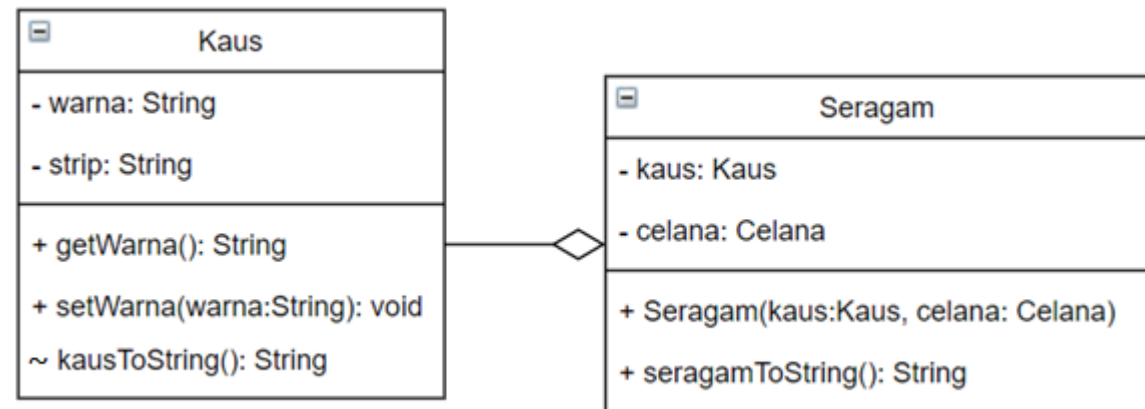 Kaus
- warna: String
- strip: String
+ getWarna(): String
+ setWarna(warna:String): void
~ kausToString(): String
Seragam
- kaus: Kaus
- celana: Celana
+ Seragam(kaus:Kaus, celana: Celana)
+ seragamToString(): String